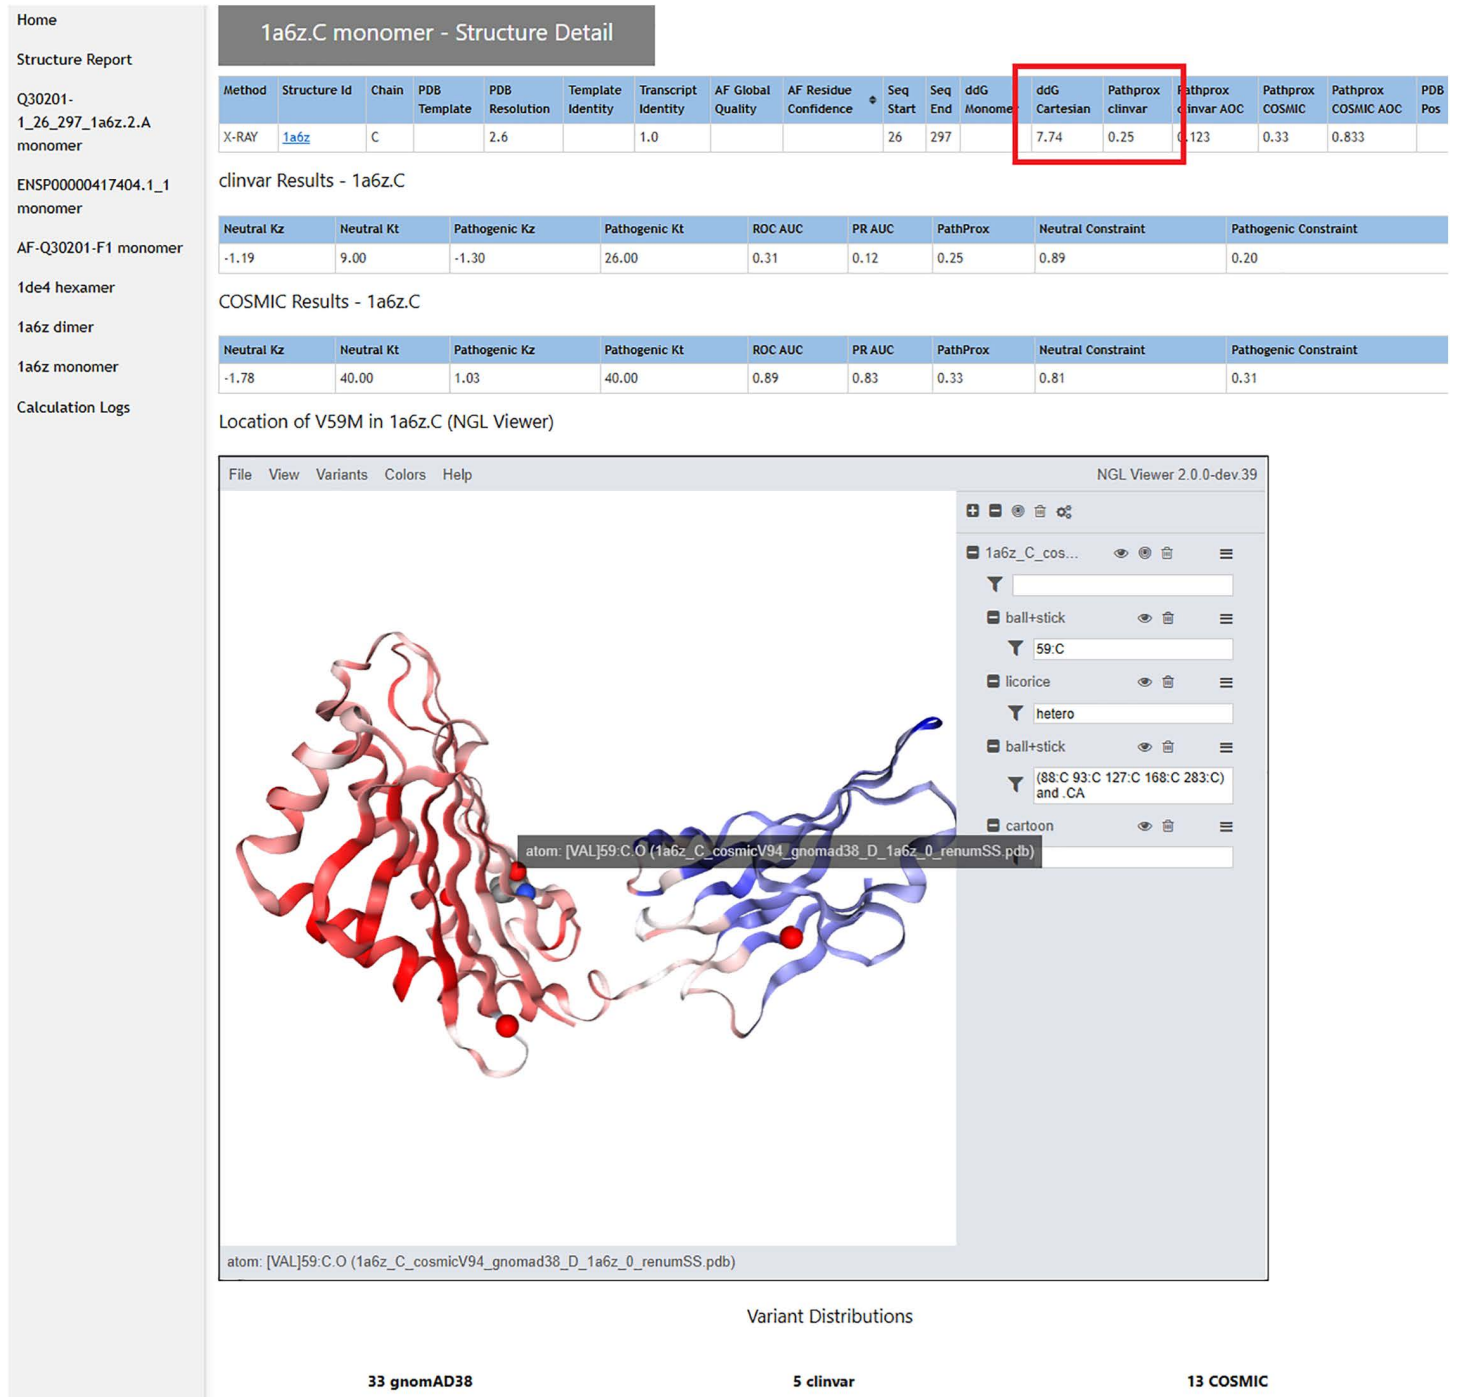 Home
Structure Report
Q30201-
1_26_297_1a6z.2.A
monomer
ENSP00000417404.1_1
monomer
AF-Q30201-F1 monomer
1de4 hexamer
1a6z dimer
1a6z monomer
Calculation Logs
1a6z.C monomer - Structure Detail
Method Structure Id Chain PDB Template PDB Resolution Template Identity Transcript Identity AF Global Quality AF Residue Confidence Seq Start Seq End ddG Monomer ddG Cartesian Pathprox clinvar Pathprox clinvar AOC Pathprox COSMIC Pathprox COSMIC AOC PDB Pos
X-RAY 1a6z C 2.6 1.0 26 297 7.74 0.25 0.123 0.33 0.833
clinvar Results - 1a6z.C
Neutral Kz Neutral Kt Pathogenic Kz Pathogenic Kt ROC AUC PR AUC PathProx Neutral Constraint Pathogenic Constraint
-1.19 9.00 -1.30 26.00 0.31 0.12 0.25 0.89 0.20
COSMIC Results - 1a6z.C
Neutral Kz Neutral Kt Pathogenic Kz Pathogenic Kt ROC AUC PR AUC PathProx Neutral Constraint Pathogenic Constraint
-1.78 40.00 1.03 40.00 0.89 0.83 0.33 0.81 0.31
Location of V59M in 1a6z.C (NGL Viewer)
File View Variants Colors Help NGL Viewer 2.0.0-dev.39
1a6z_C_cos...
ball+stick
59:C
licorice
hetero
ball+stick
(88:C 93:C 127:C 168:C 283:C)
and .CA
cartoon
atom: [VAL]59:C.O (1a6z_C_cosmicV94_gnomad38_D_1a6z_0_renumSS.pdb)
atom: [VAL]59:C.O (1a6z_C_cosmicV94_gnomad38_D_1a6z_0_renumSS.pdb)
Variant Distributions
33 gnomAD38 5 clinvar 13 COSMIC